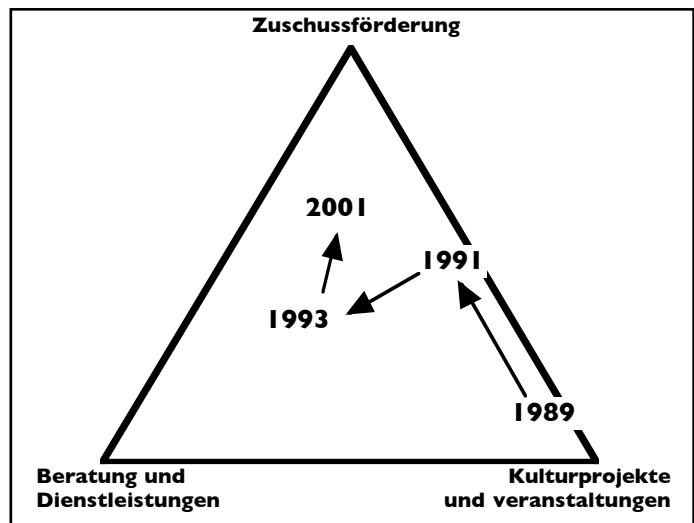 Zuschussförderung
2001
1991
1993
1989
Beratung und
Dienstleistungen
Kulturprojekte
und veranstaltungen